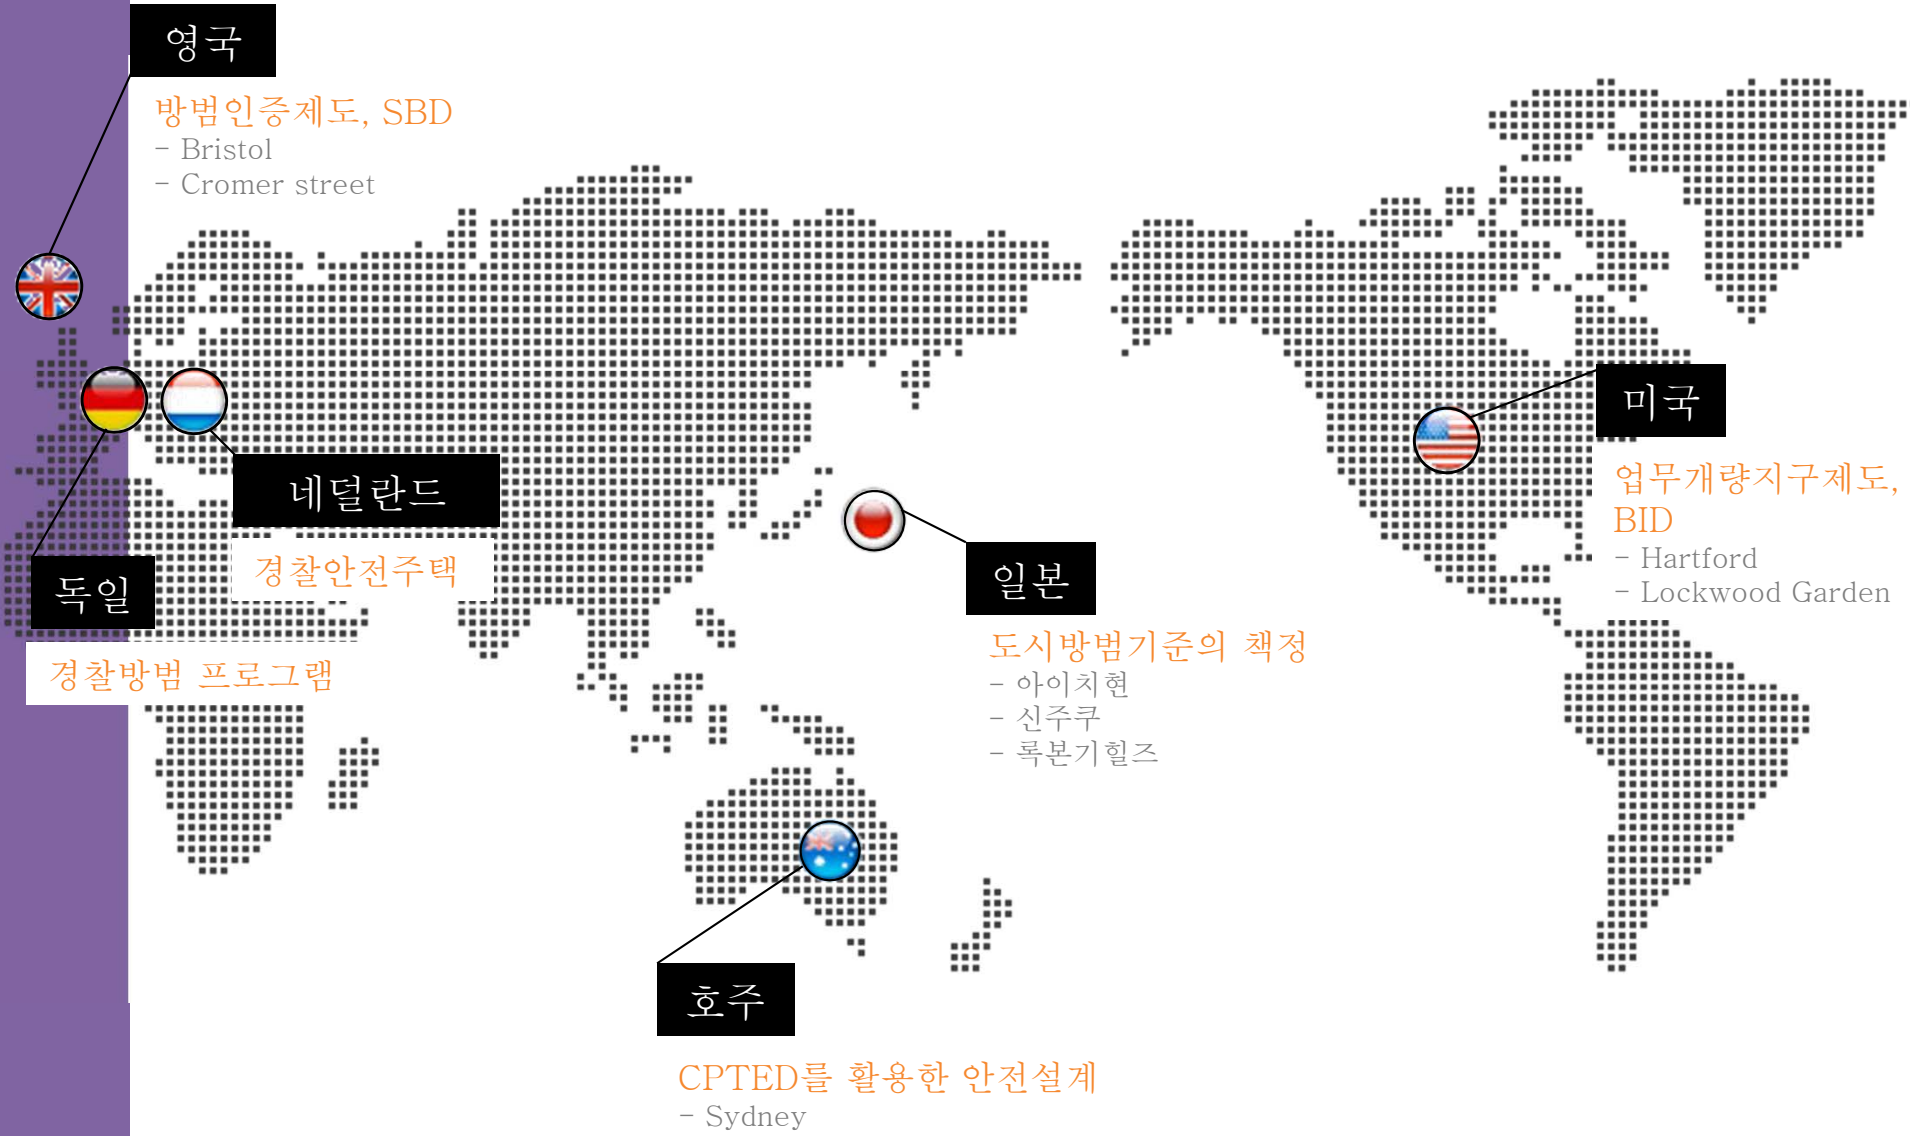 영국
방범인증제도, SBD
- Bristol
- Cromer street
네덜란드
경찰안전주택
독일
경찰방범 프로그램
일본
도시방범기준의 책정
- 아이치현
- 신주쿠
- 록본기힐즈
미국
업무개량지구제도,
BID
- Hartford
- Lockwood Garden
호주
CPTED를 활용한 안전설계
- Sydney